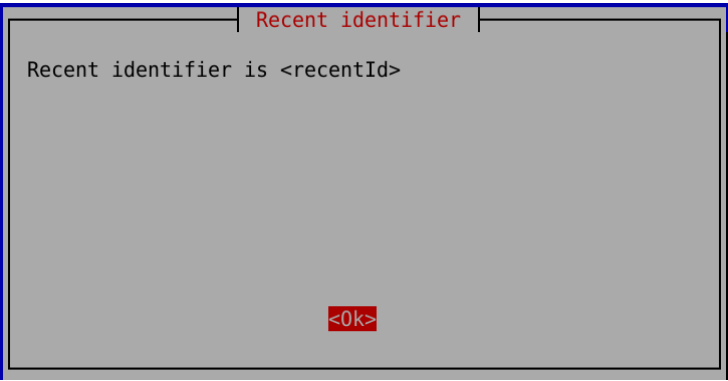 Recent identifier
Recent identifier is <recentId>
<Ok>